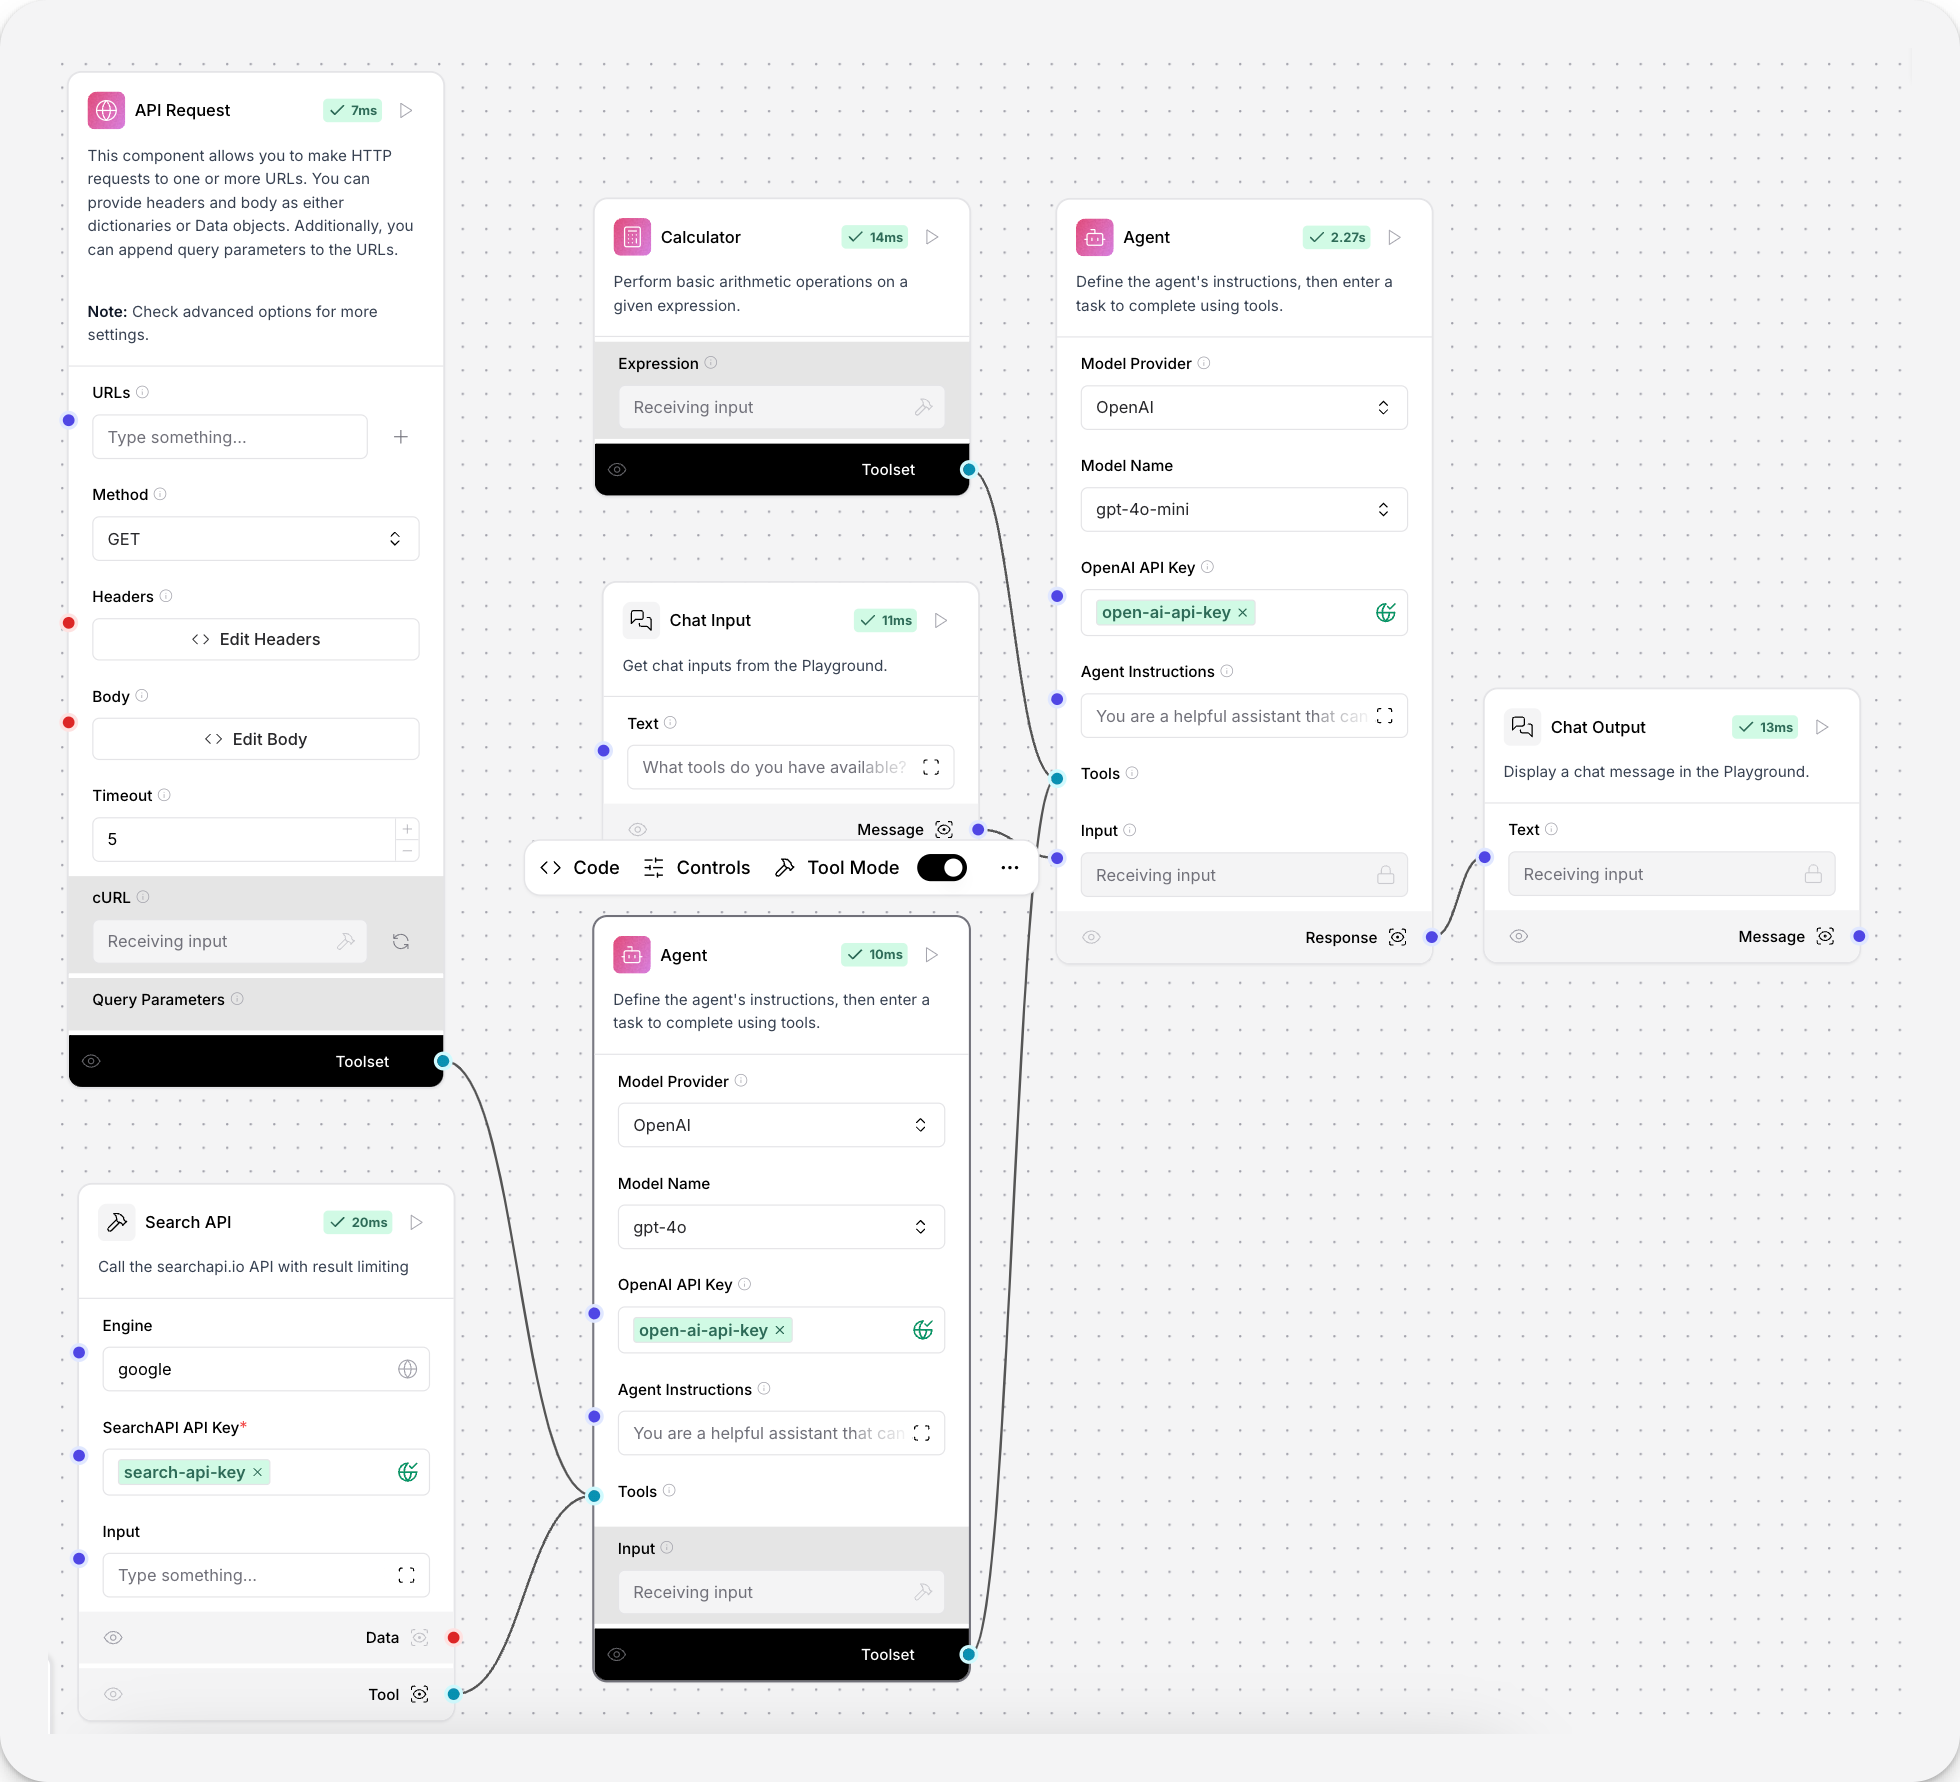 API Request
7ms
This component allows you to make HTTP
requests to one or more URLs. You can
provide headers and body as either
dictionaries or Data objects. Additionally, you
can append query parameters to the URLs.
Note: Check advanced options for more
settings.
URLs
Type something...
Method
GET
Headers
Edit Headers
Body
Edit Body
Timeout
5
cURL
Receiving input
Query Parameters
Toolset
Search API
20ms
Call the searchapi.io API with result limiting
Engine
google
SearchAPI API Key*
search-api-key
Input
Type something...
Data
Tool
Calculator
14ms
Perform basic arithmetic operations on a
given expression.
Expression
Receiving input
Toolset
Chat Input
11ms
Get chat inputs from the Playground.
Text
What tools do you have available?
Message
Code
Controls
Tool Mode
Agent
10ms
Define the agent's instructions, then enter a
task to complete using tools.
Model Provider
OpenAI
Model Name
gpt-4o
OpenAI API Key
open-ai-api-key
Agent Instructions
You are a helpful assistant that can
Tools
Input
Receiving input
Toolset
Agent
2.27s
Define the agent's instructions, then enter a
task to complete using tools.
Model Provider
OpenAI
Model Name
gpt-4o-mini
OpenAI API Key
open-ai-api-key
Agent Instructions
You are a helpful assistant that can
Tools
Input
Receiving input
Response
Chat Output
13ms
Display a chat message in the Playground.
Text
Receiving input
Message